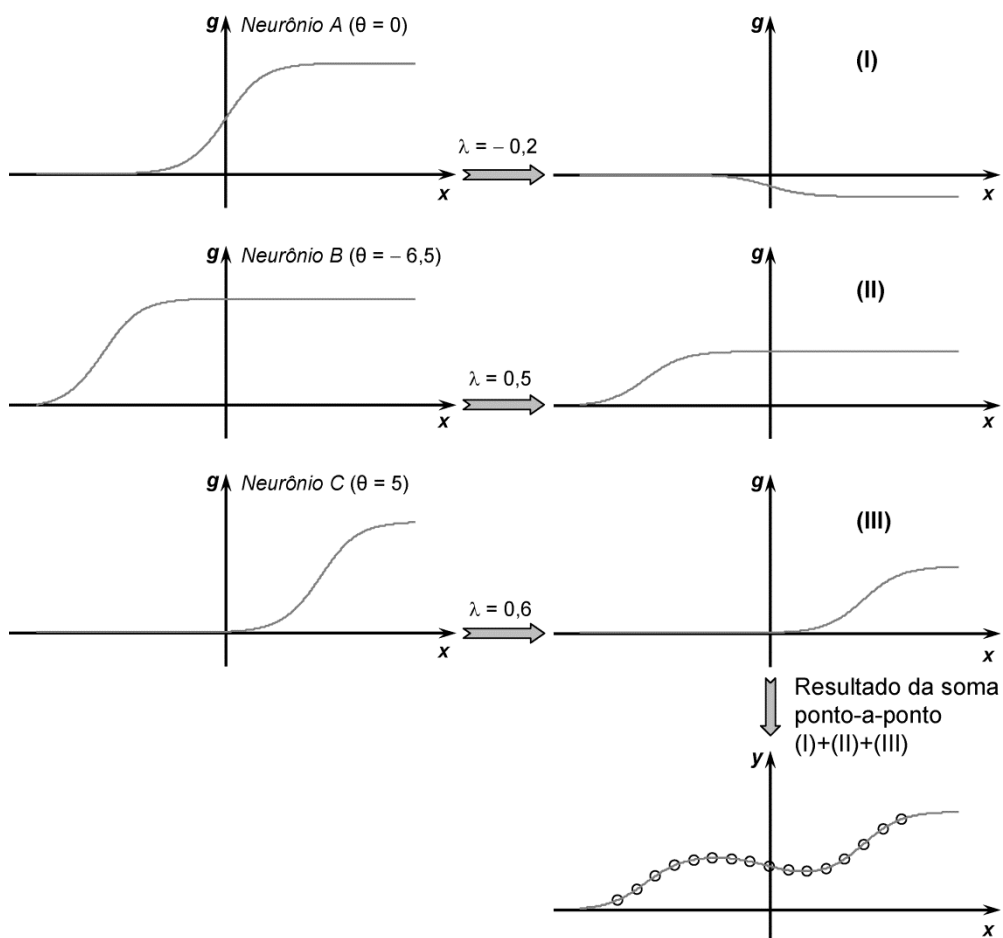 g Neurônio A (θ = 0)
x
λ = – 0,2
g
(I)
x
g Neurônio B (θ = – 6,5)
x
λ = 0,5
g
(II)
x
g Neurônio C (θ = 5)
x
λ = 0,6
g
(III)
x
Resultado da soma
ponto-a-ponto
(I)+(II)+(III)
y
x